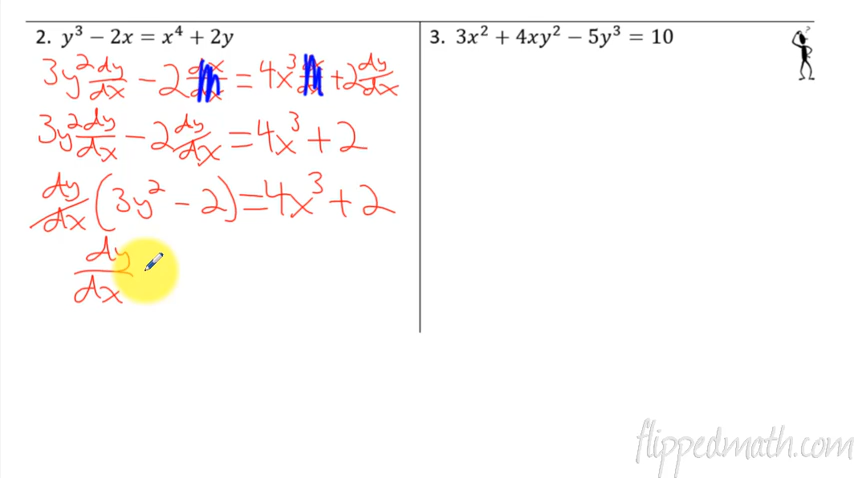 2. y³ − 2x = x⁴ + 2y
3y² dy/dx − 2 dx/dx = 4x³ dx/dx + 2 dy/dx
3y² dy/dx − 2 dy/dx = 4x³ + 2
dy/dx (3y² − 2) = 4x³ + 2
dy/dx
3. 3x² + 4xy² − 5y³ = 10
?
flippedmath.com